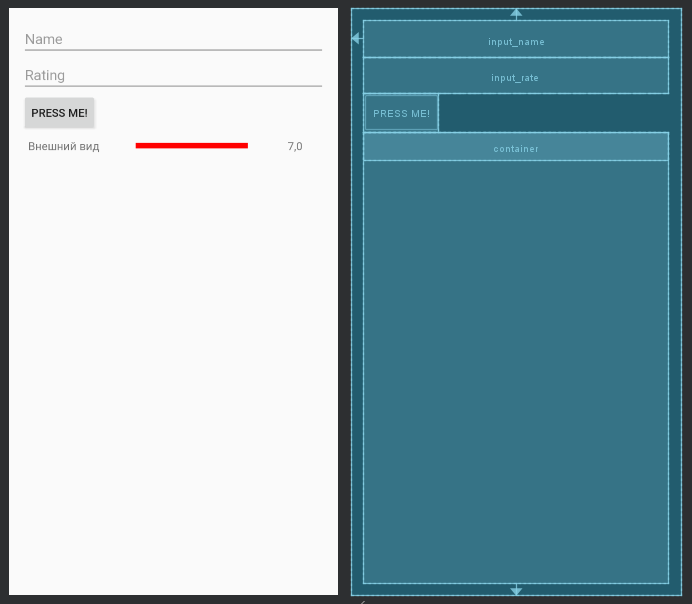 Name
Rating
PRESS ME!
Внешний вид 7,0
input_name
input_rate
PRESS ME!
container